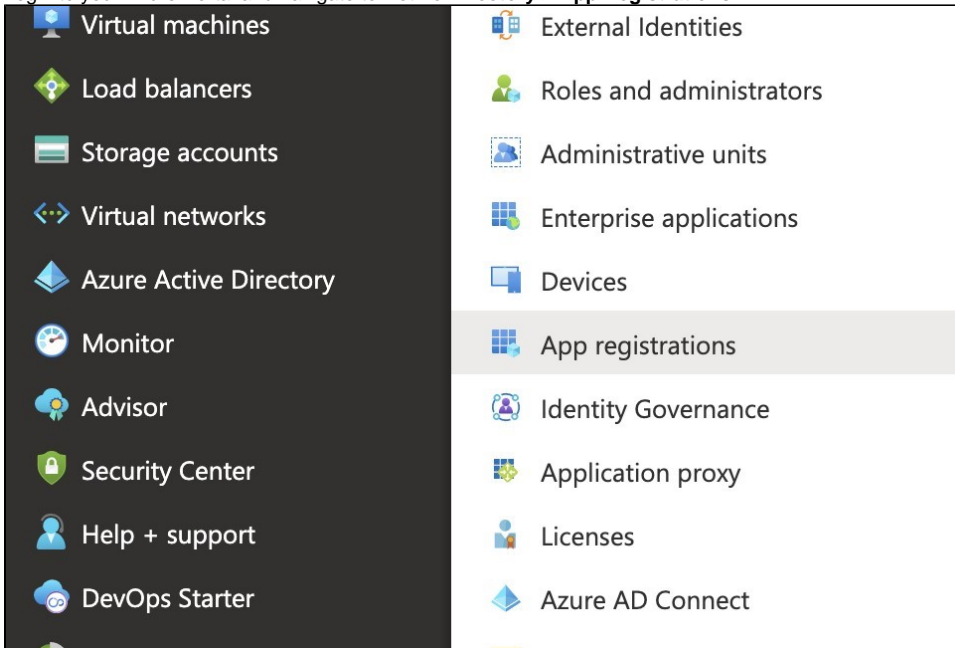 Virtual machines
Load balancers
Storage accounts
Virtual networks
Azure Active Directory
Monitor
Advisor
Security Center
Help + support
DevOps Starter
External Identities
Roles and administrators
Administrative units
Enterprise applications
Devices
App registrations
Identity Governance
Application proxy
Licenses
Azure AD Connect